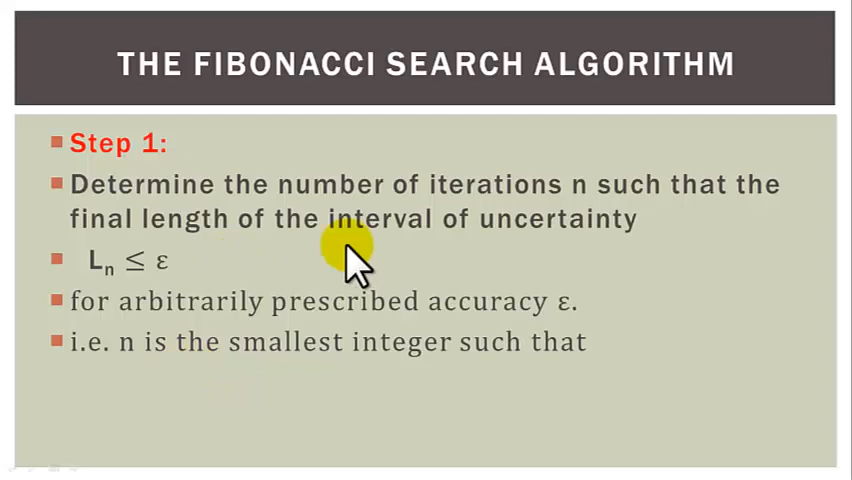 THE FIBONACCI SEARCH ALGORITHM
Step 1:
Determine the number of iterations n such that the
final length of the interval of uncertainty
Lₙ ≤ ε
for arbitrarily prescribed accuracy ε.
i.e. n is the smallest integer such that